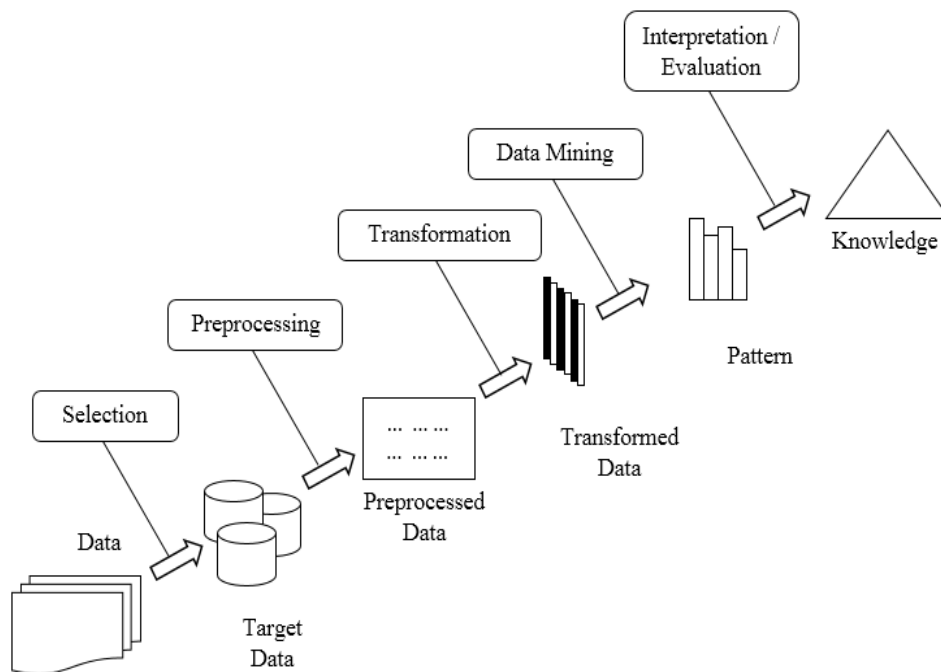 Interpretation /
Evaluation
Data Mining
Knowledge
Transformation
Preprocessing
Pattern
Selection
... ... ...
... ... ...
Transformed
Data
Preprocessed
Data
Data
Target
Data